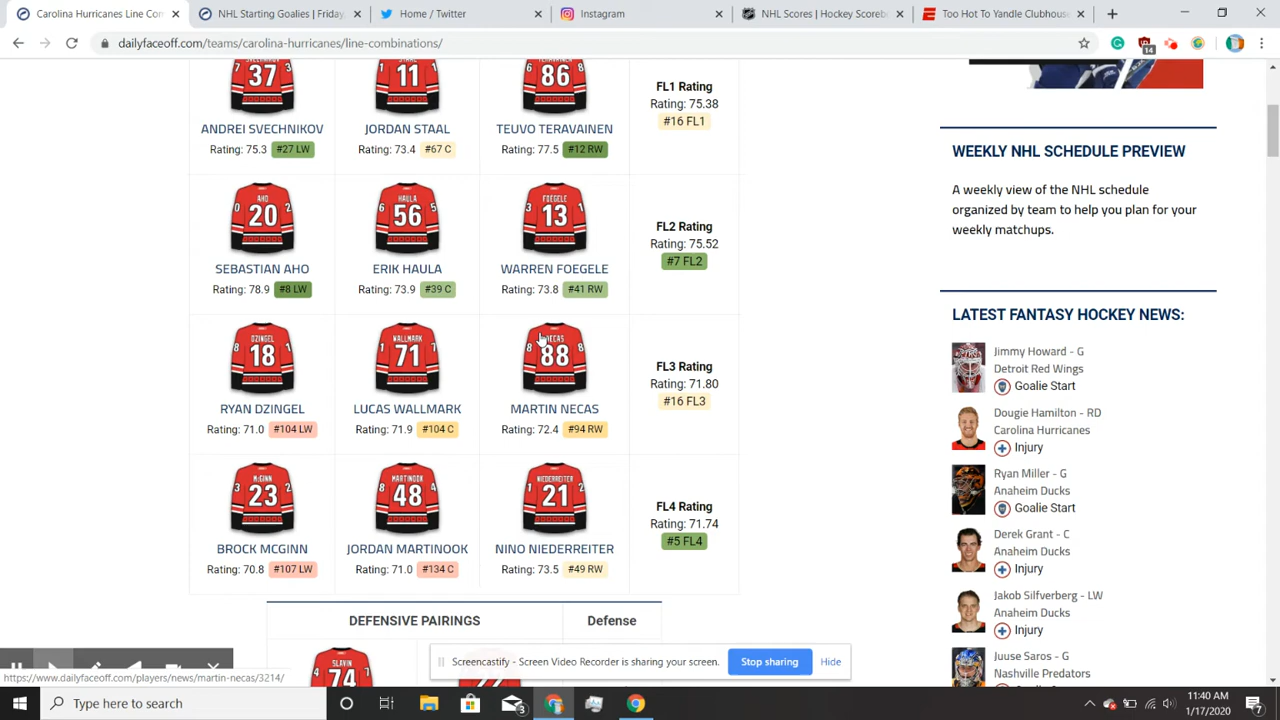 Carolina Hurricanes Line Com
NHL Starting Goalies | Friday,
Home / Twitter
Instagram
NHL Scores | Hockey Scoreb
Too Hot To Yandle Clubhouse
dailyfaceoff.com/teams/carolina-hurricanes/line-combinations/
14
37
11
86
FL1 Rating
Rating: 75.38
#16 FL1
ANDREI SVECHNIKOV
JORDAN STAAL
TEUVO TERAVAINEN
Rating: 75.3 #27 LW
Rating: 73.4 #67 C
Rating: 77.5 #12 RW
AHO
20
HAULA
56
FOEGELE
13
FL2 Rating
Rating: 75.52
#7 FL2
SEBASTIAN AHO
ERIK HAULA
WARREN FOEGELE
Rating: 78.9 #8 LW
Rating: 73.9 #39 C
Rating: 73.8 #41 RW
DZINGEL
18
WALLMARK
71
88
FL3 Rating
Rating: 71.80
#16 FL3
RYAN DZINGEL
LUCAS WALLMARK
MARTIN NECAS
Rating: 71.0 #104 LW
Rating: 71.9 #104 C
Rating: 72.4 #94 RW
McGINN
23
MARTINOOK
48
NIEDERREITER
21
FL4 Rating
Rating: 71.74
#5 FL4
BROCK MCGINN
JORDAN MARTINOOK
NINO NIEDERREITER
Rating: 70.8 #107 LW
Rating: 71.0 #134 C
Rating: 73.5 #49 RW
DEFENSIVE PAIRINGS
Defense
SLAVIN
74
WEEKLY NHL SCHEDULE PREVIEW
A weekly view of the NHL schedule
organized by team to help you plan for your
weekly matchups.
LATEST FANTASY HOCKEY NEWS:
Jimmy Howard - G
Detroit Red Wings
Goalie Start
Dougie Hamilton - RD
Carolina Hurricanes
Injury
Ryan Miller - G
Anaheim Ducks
Goalie Start
Derek Grant - C
Anaheim Ducks
Injury
Jakob Silfverberg - LW
Anaheim Ducks
Injury
Juuse Saros - G
Nashville Predators
Screencastify - Screen Video Recorder is sharing your screen.
Stop sharing
Hide
https://www.dailyfaceoff.com/players/news/martin-necas/3214/
Type here to search
3
11:40 AM
1/17/2020
7